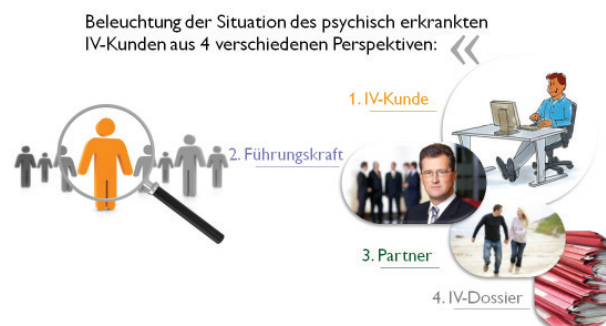 Beleuchtung der Situation des psychisch erkrankten
IV-Kunden aus 4 verschiedenen Perspektiven:
1. IV-Kunde
2. Führungskraft
3. Partner
4. IV-Dossier